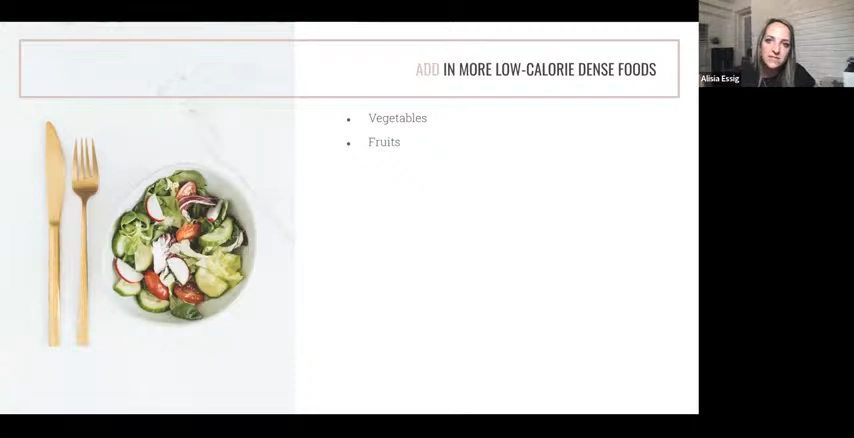 ADD IN MORE LOW-CALORIE DENSE FOODS
Vegetables
Fruits
Alisia Essig